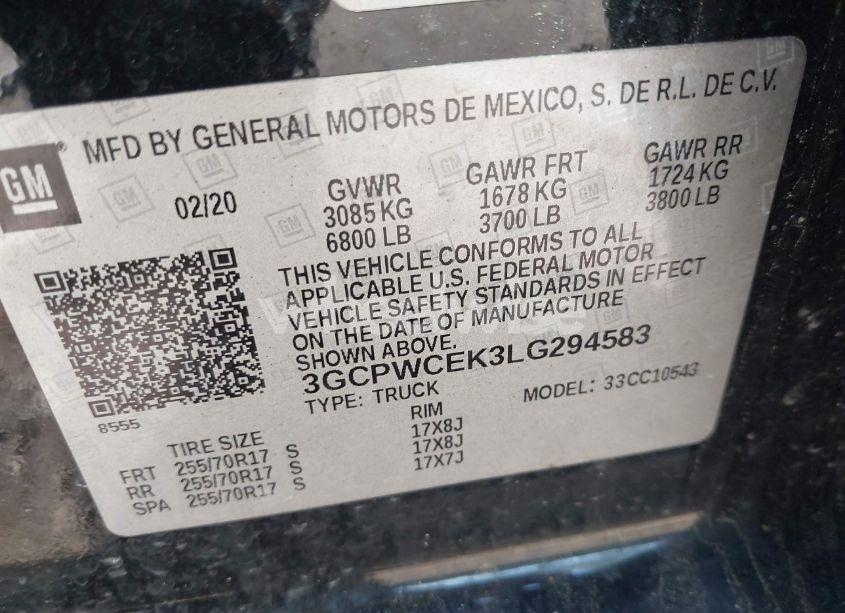 MFD BY GENERAL MOTORS DE MEXICO, S. DE R.L. DE C.V.
GM
02/20
GVWR
3085 KG
6800 LB
GAWR FRT
1678 KG
3700 LB
GAWR RR
1724 KG
3800 LB
THIS VEHICLE CONFORMS TO ALL
APPLICABLE U.S. FEDERAL MOTOR
VEHICLE SAFETY STANDARDS IN EFFECT
ON THE DATE OF MANUFACTURE
SHOWN ABOVE.
3GCPWCEK3LG294583
TYPE: TRUCK
MODEL: 33CC10543
8555
TIRE SIZE RIM
FRT 255/70R17 S 17X8J
RR 255/70R17 S 17X8J
SPA 255/70R17 S 17X7J